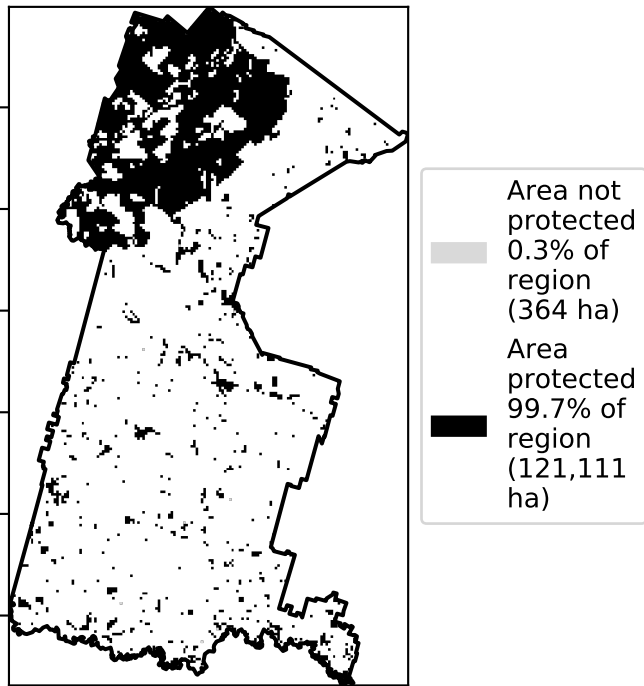 Area not
protected
0.3% of
region
(364 ha)
Area
protected
99.7% of
region
(121,111
ha)